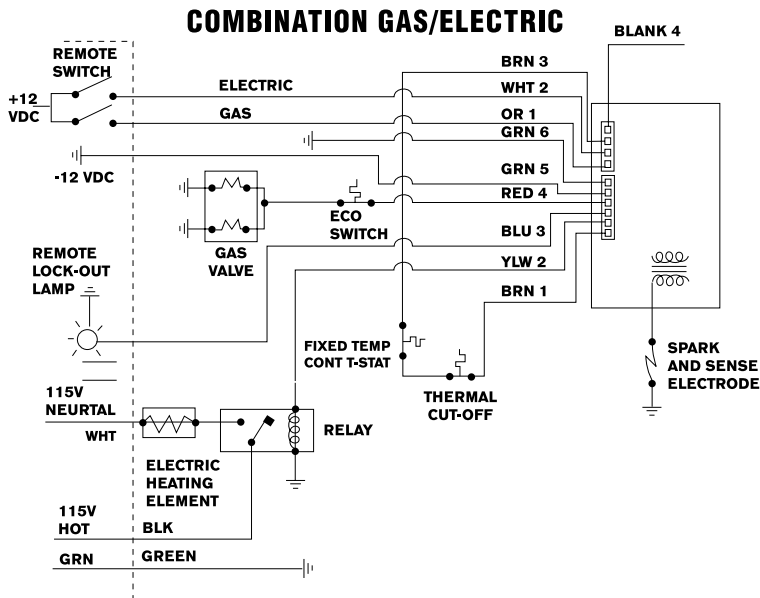 COMBINATION GAS/ELECTRIC
BLANK 4
REMOTE
SWITCH
BRN 3
ELECTRIC
WHT 2
+12
VDC
GAS
OR 1
GRN 6
-12 VDC
GRN 5
RED 4
ECO
SWITCH
BLU 3
GAS
VALVE
YLW 2
REMOTE
LOCK-OUT
LAMP
BRN 1
FIXED TEMP
CONT T-STAT
SPARK
AND SENSE
ELECTRODE
THERMAL
CUT-OFF
115V
NEURTAL
WHT
RELAY
ELECTRIC
HEATING
ELEMENT
115V
HOT
BLK
GRN
GREEN